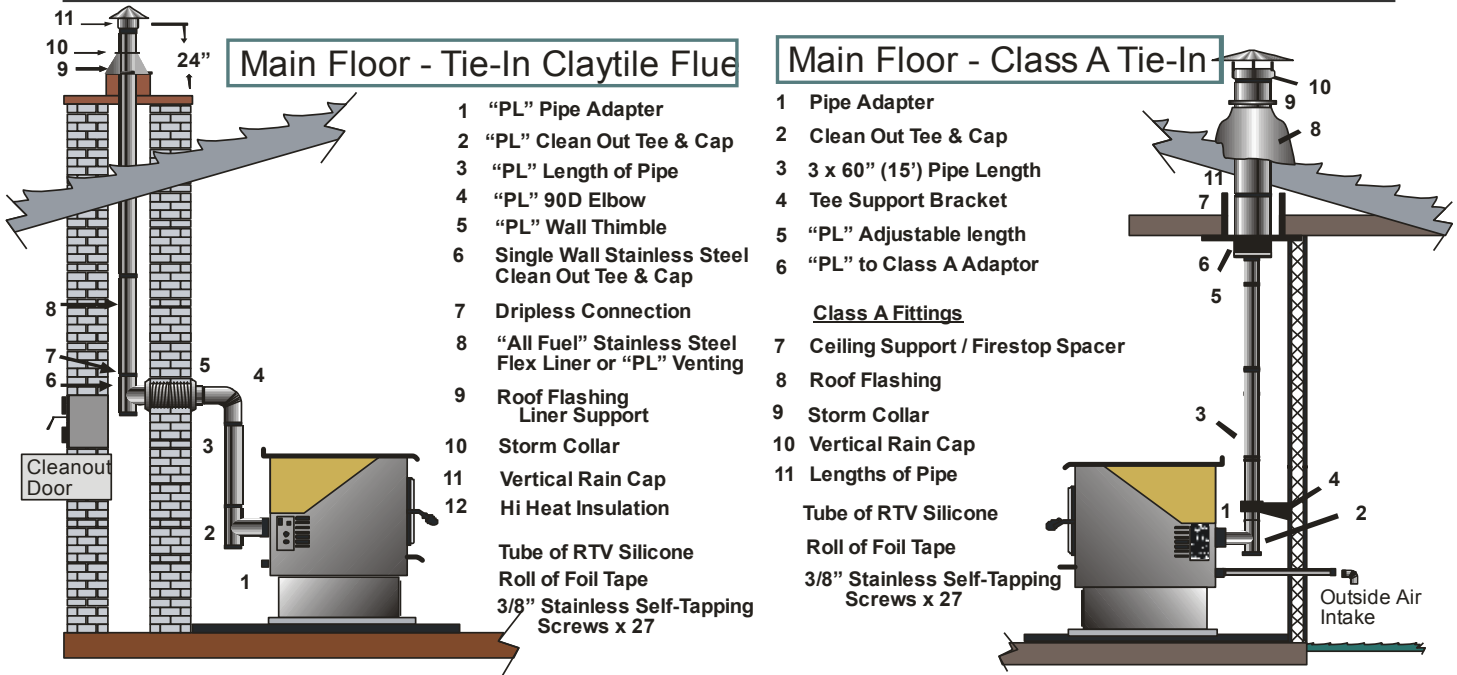 Main Floor - Tie-In Claytile Flue
11
10
9
24”
8
7
6
5
4
3
2
1
Cleanout
Door
1 “PL” Pipe Adapter
2 “PL” Clean Out Tee & Cap
3 “PL” Length of Pipe
4 “PL” 90D Elbow
5 “PL” Wall Thimble
6 Single Wall Stainless Steel
Clean Out Tee & Cap
7 Dripless Connection
8 “All Fuel” Stainless Steel
Flex Liner or “PL” Venting
9 Roof Flashing
Liner Support
10 Storm Collar
11 Vertical Rain Cap
12 Hi Heat Insulation
Tube of RTV Silicone
Roll of Foil Tape
3/8” Stainless Self-Tapping
Screws x 27
Main Floor - Class A Tie-In
1 Pipe Adapter
2 Clean Out Tee & Cap
3 3 x 60” (15’) Pipe Length
4 Tee Support Bracket
5 “PL” Adjustable length
6 “PL” to Class A Adaptor
Class A Fittings
7 Ceiling Support / Firestop Spacer
8 Roof Flashing
9 Storm Collar
10 Vertical Rain Cap
11 Lengths of Pipe
Tube of RTV Silicone
Roll of Foil Tape
3/8” Stainless Self-Tapping
Screws x 27
10
9
8
11
7
6
5
3
4
1
2
Outside Air
Intake